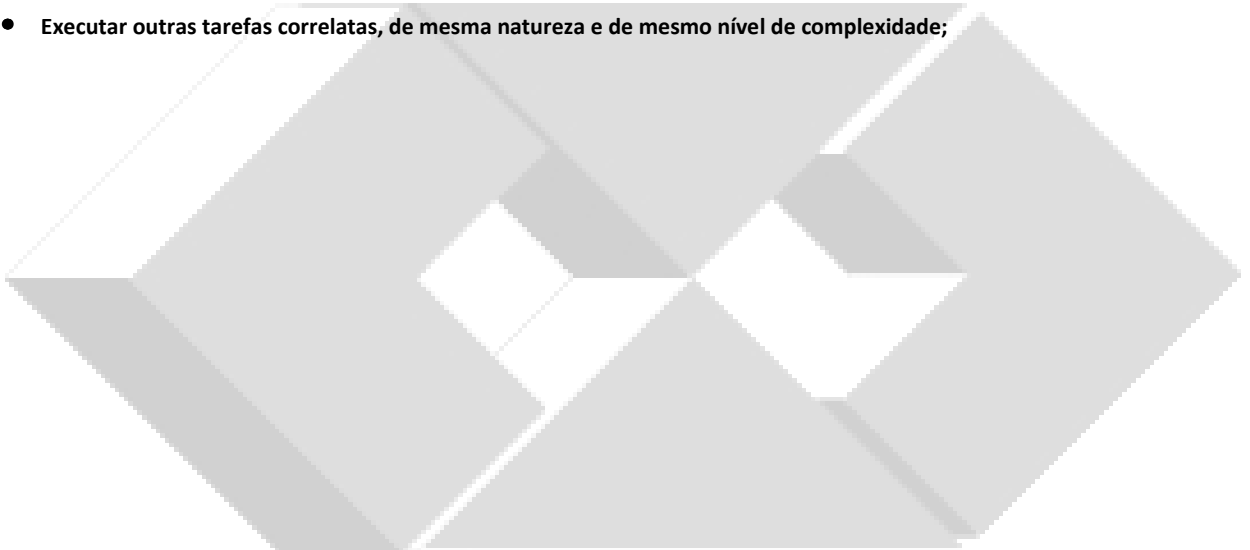 ● Executar outras tarefas correlatas, de mesma natureza e de mesmo nível de complexidade;